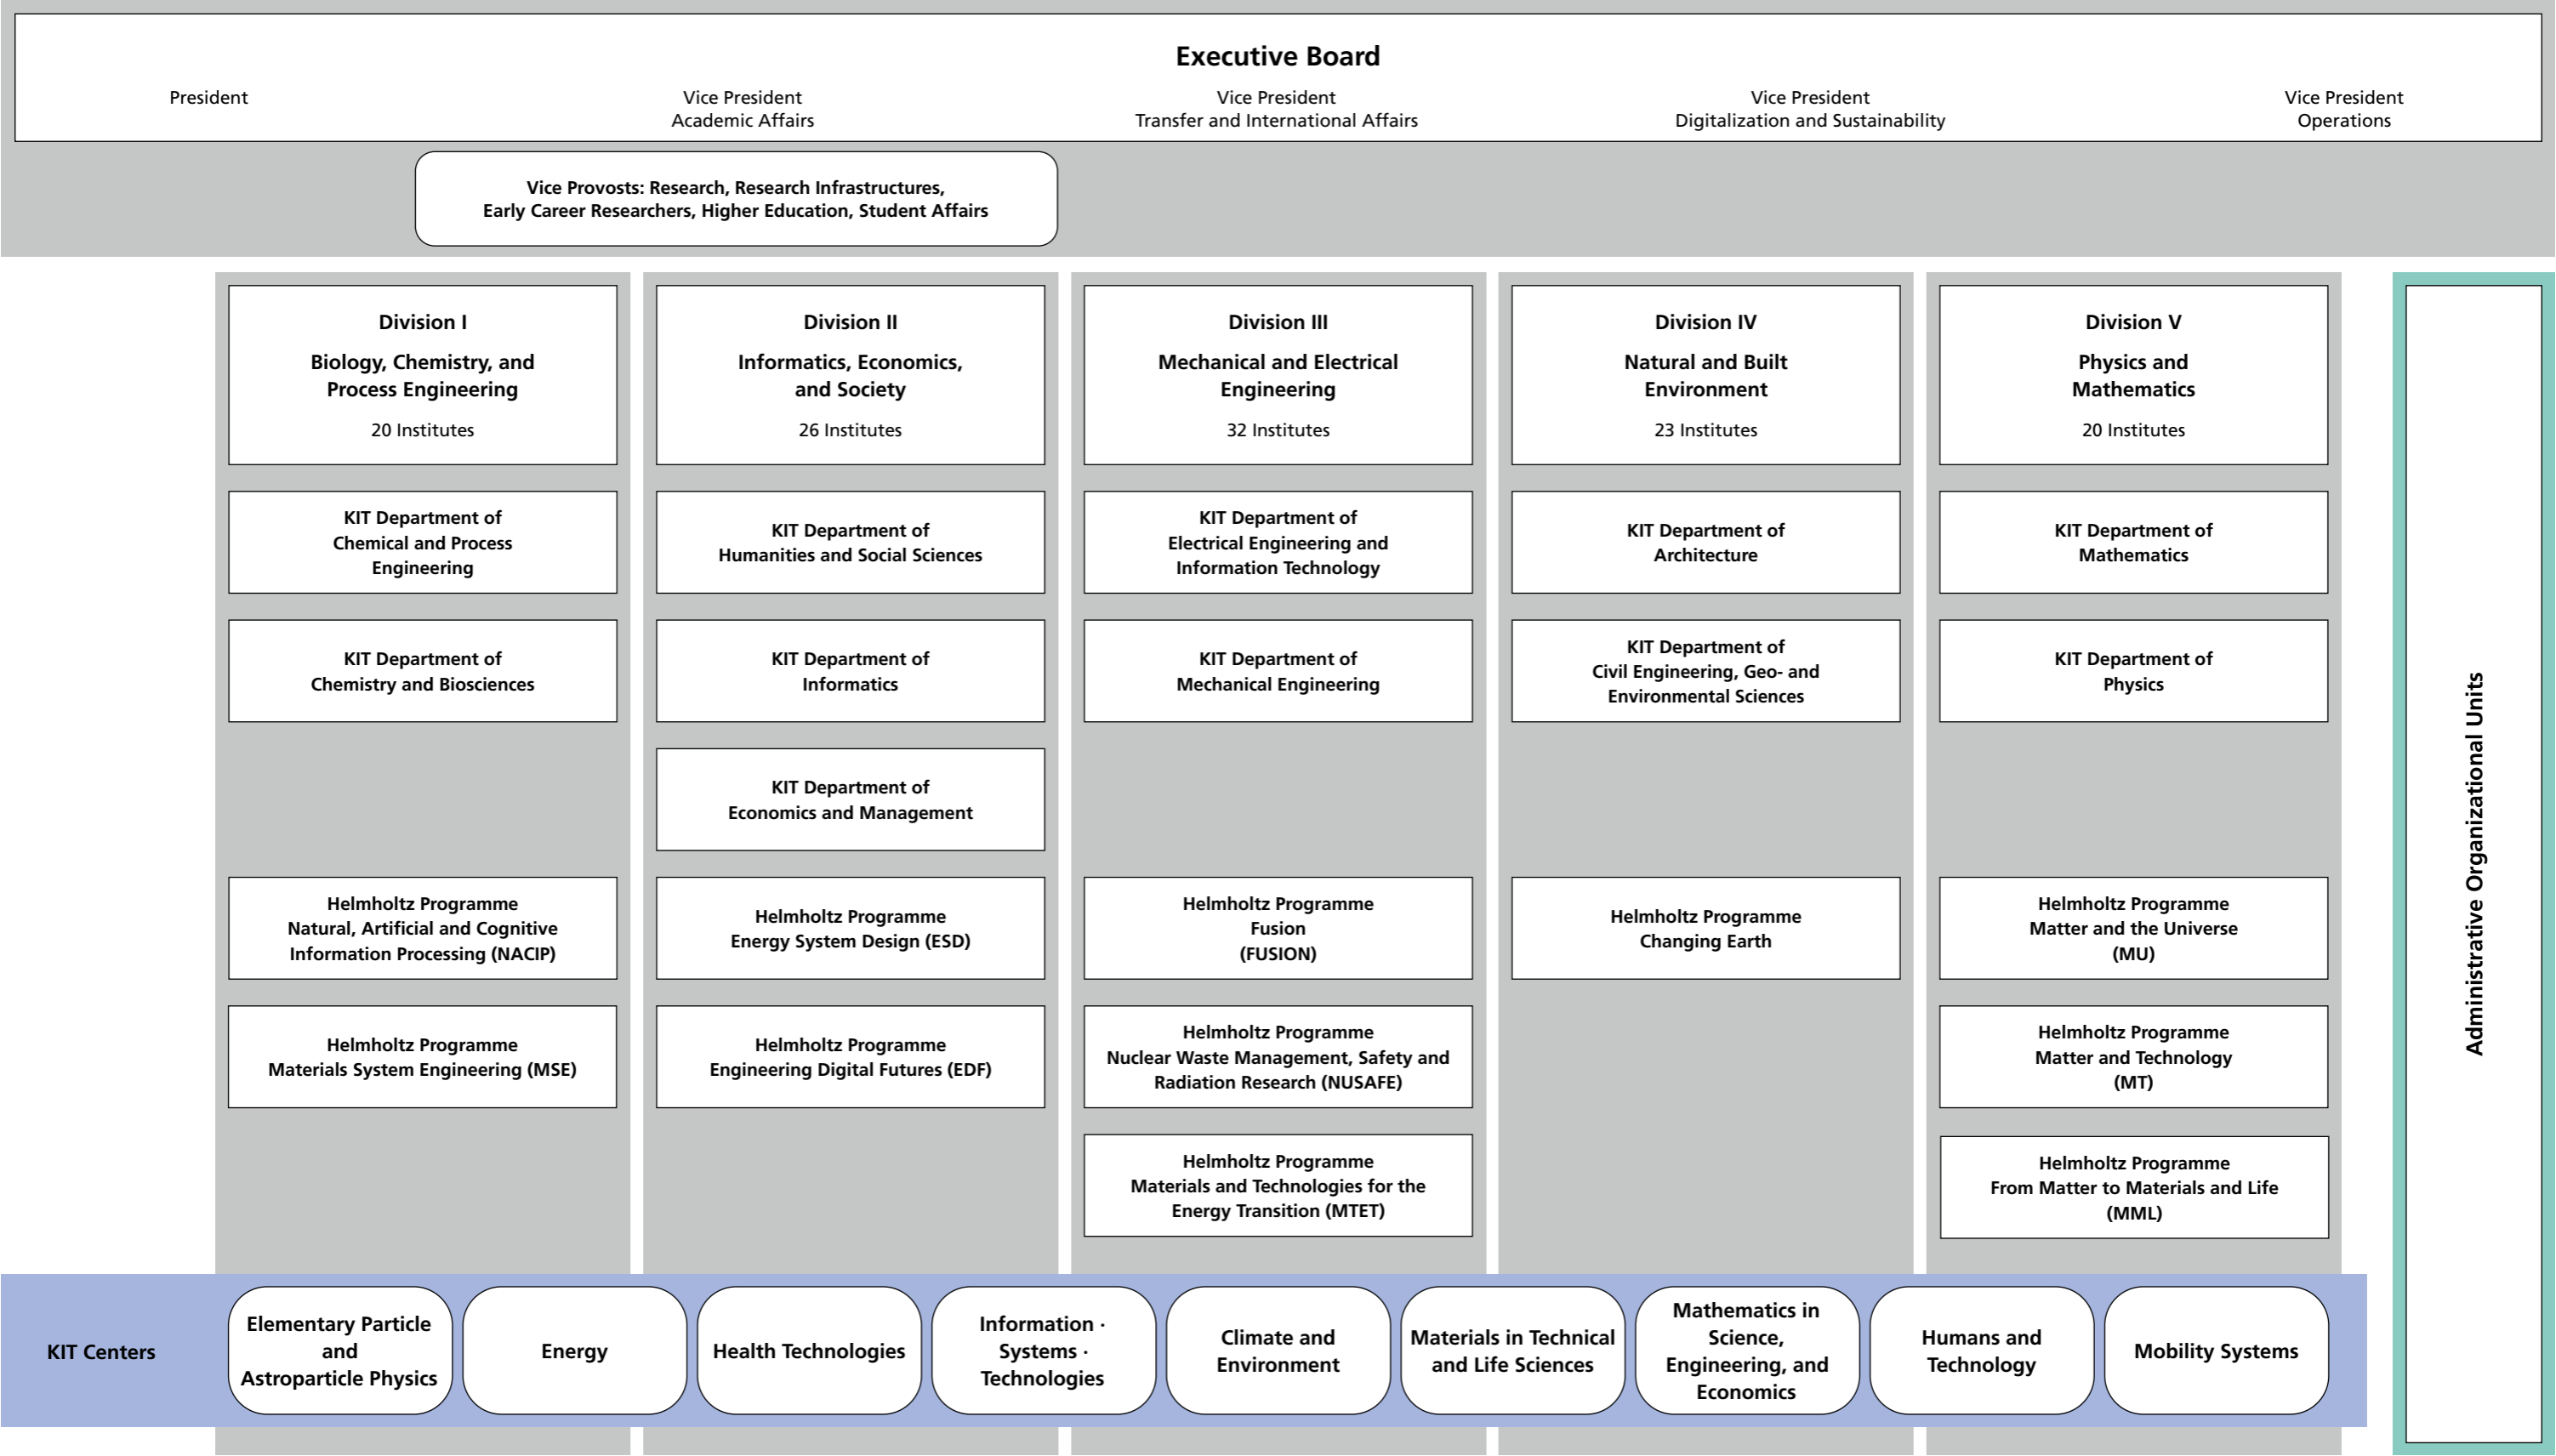 Executive Board
President
Vice President
Academic Affairs
Vice President
Transfer and International Affairs
Vice President
Digitalization and Sustainability
Vice President
Operations
Vice Provosts: Research, Research Infrastructures,
Early Career Researchers, Higher Education, Student Affairs
Division I
Biology, Chemistry, and
Process Engineering
20 Institutes
KIT Department of
Chemical and Process
Engineering
KIT Department of
Chemistry and Biosciences
Helmholtz Programme
Natural, Artificial and Cognitive
Information Processing (NACIP)
Helmholtz Programme
Materials System Engineering (MSE)
Division II
Informatics, Economics,
and Society
26 Institutes
KIT Department of
Humanities and Social Sciences
KIT Department of
Informatics
KIT Department of
Economics and Management
Helmholtz Programme
Energy System Design (ESD)
Helmholtz Programme
Engineering Digital Futures (EDF)
Division III
Mechanical and Electrical
Engineering
32 Institutes
KIT Department of
Electrical Engineering and
Information Technology
KIT Department of
Mechanical Engineering
Helmholtz Programme
Fusion
(FUSION)
Helmholtz Programme
Nuclear Waste Management, Safety and
Radiation Research (NUSAFE)
Helmholtz Programme
Materials and Technologies for the
Energy Transition (MTET)
Division IV
Natural and Built
Environment
23 Institutes
KIT Department of
Architecture
KIT Department of
Civil Engineering, Geo- and
Environmental Sciences
Helmholtz Programme
Changing Earth
Division V
Physics and
Mathematics
20 Institutes
KIT Department of
Mathematics
KIT Department of
Physics
Helmholtz Programme
Matter and the Universe
(MU)
Helmholtz Programme
Matter and Technology
(MT)
Helmholtz Programme
From Matter to Materials and Life
(MML)
Administrative Organizational Units
KIT Centers
Elementary Particle
and
Astroparticle Physics
Energy
Health Technologies
Information ·
Systems ·
Technologies
Climate and
Environment
Materials in Technical
and Life Sciences
Mathematics in
Science,
Engineering, and
Economics
Humans and
Technology
Mobility Systems